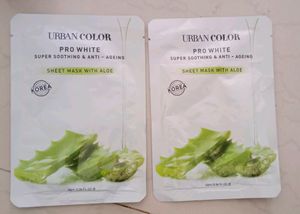 URBAN COLOR
PRO WHITE
SUPER SOOTHING & ANTI - AGEING
SHEET MASK WITH ALOE
KOREA
URBAN COLOR
PRO WHITE
SUPER SOOTHING & ANTI - AGEING
SHEET MASK WITH ALOE
KOREA